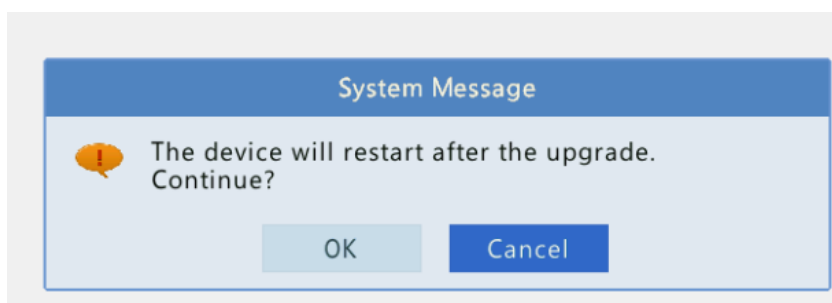 System Message
The device will restart after the upgrade.
Continue?
OK
Cancel